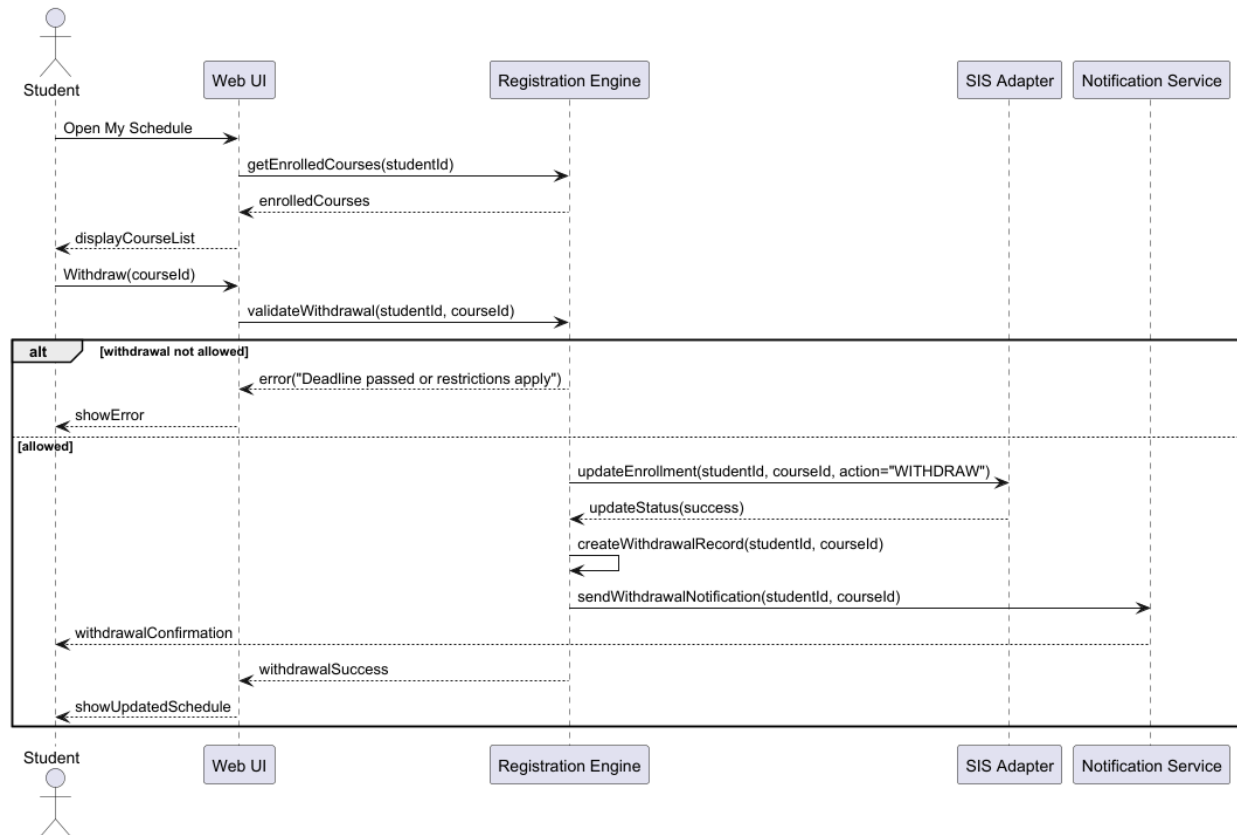 Student
Web UI
Registration Engine
SIS Adapter
Notification Service
Open My Schedule
getEnrolledCourses(studentId)
enrolledCourses
displayCourseList
Withdraw(courseId)
validateWithdrawal(studentId, courseId)
alt
[withdrawal not allowed]
error("Deadline passed or restrictions apply")
showError
[allowed]
updateEnrollment(studentId, courseId, action="WITHDRAW")
updateStatus(success)
createWithdrawalRecord(studentId, courseId)
sendWithdrawalNotification(studentId, courseId)
withdrawalConfirmation
withdrawalSuccess
showUpdatedSchedule
Student
Web UI
Registration Engine
SIS Adapter
Notification Service